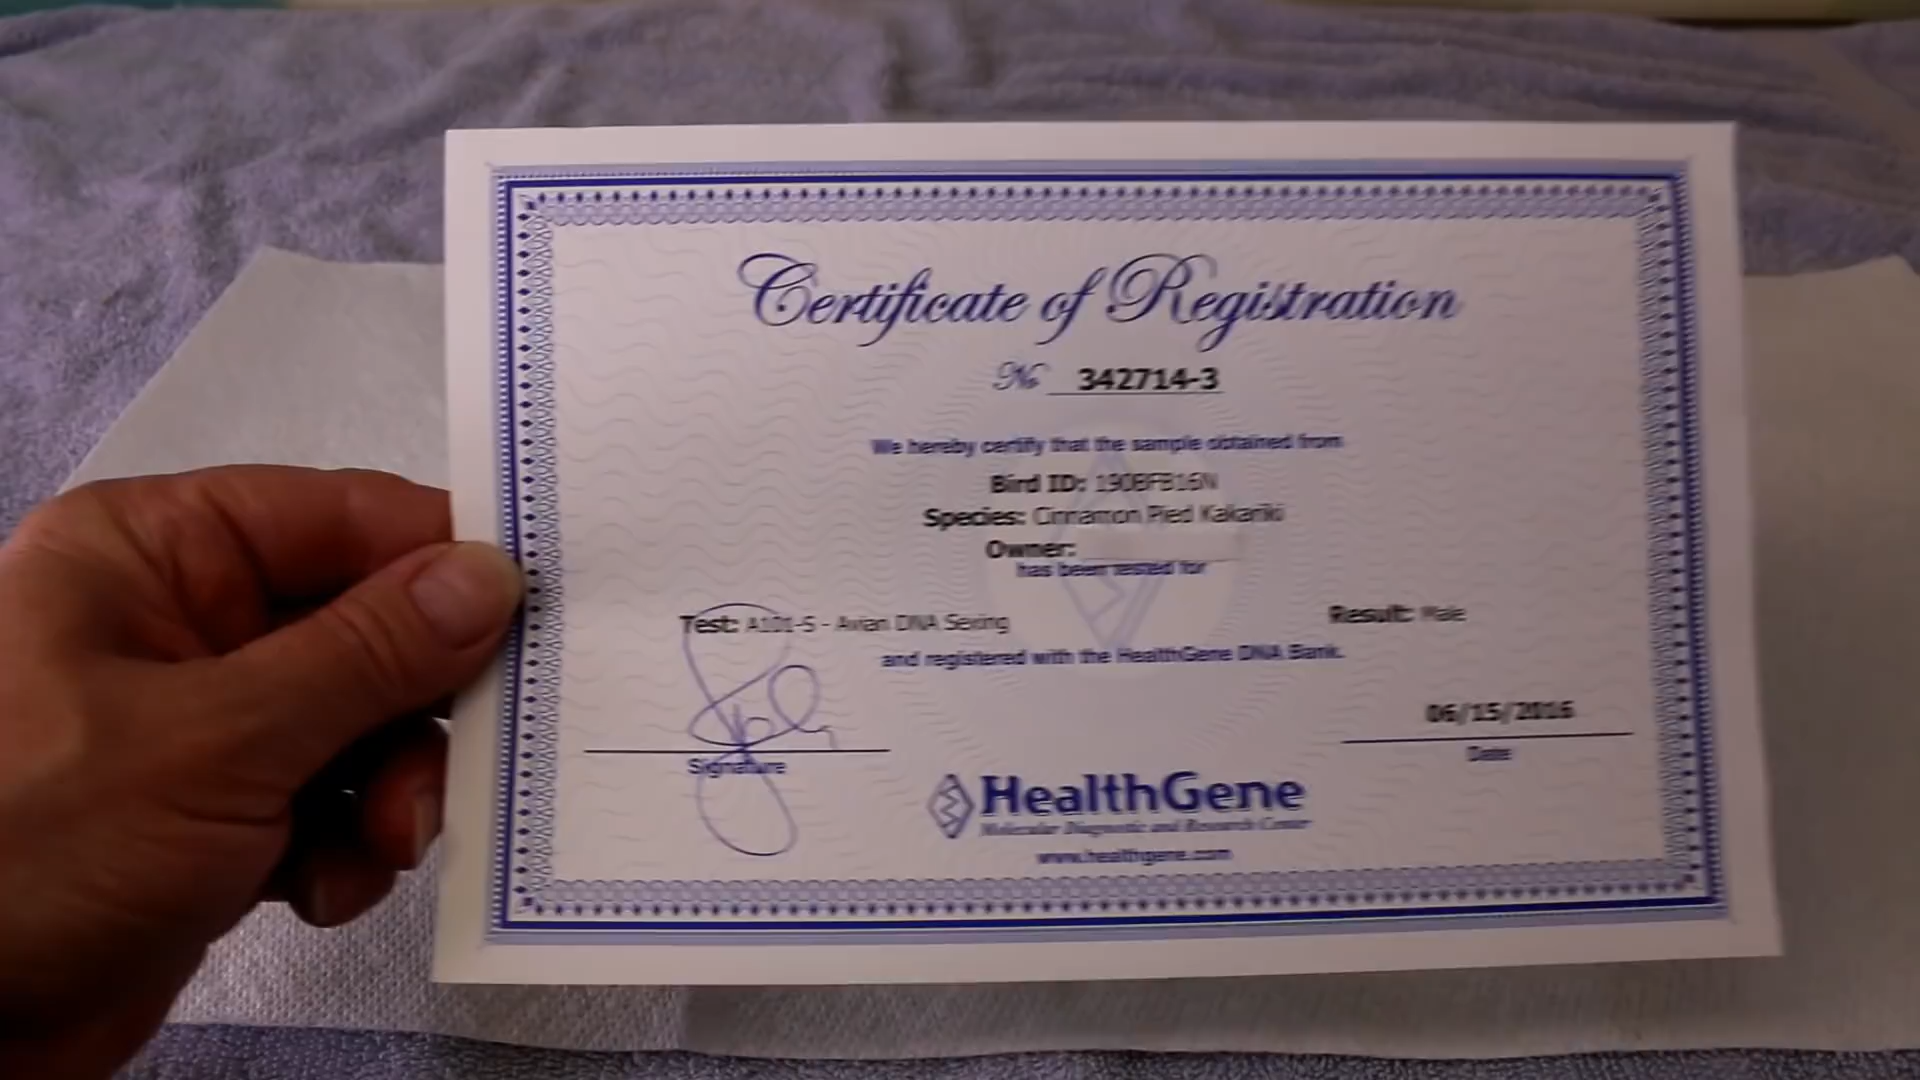 Certificate of Registration
No 342714-3
We hereby certify that the sample obtained from
Bird ID: 190BFB16N
Species: Cinnamon Pied Kakariki
Owner:
has been tested for
Test: A101-S - Avian DNA Sexing Result: Male
and registered with the HealthGene DNA Bank.
06/15/2016
Signature Date
HealthGene
Molecular Diagnostic and Research Center
www.healthgene.com